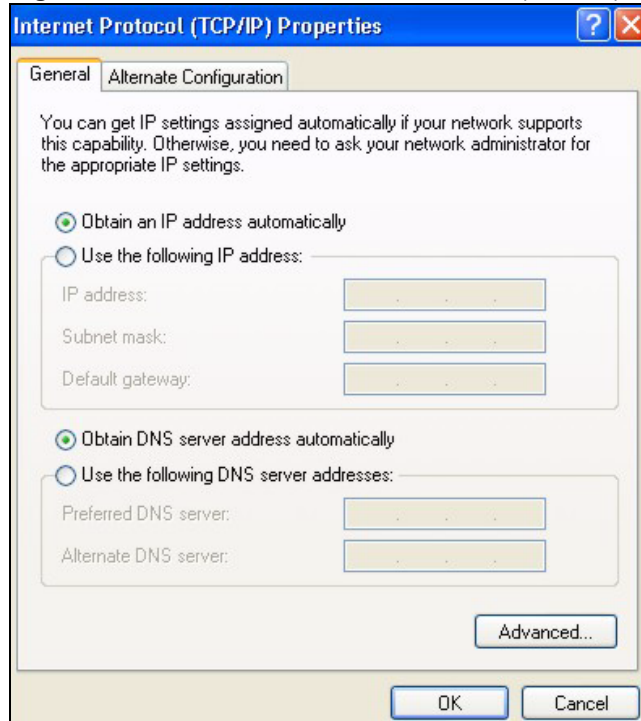 Internet Protocol (TCP/IP) Properties
General
Alternate Configuration
You can get IP settings assigned automatically if your network supports
this capability. Otherwise, you need to ask your network administrator for
the appropriate IP settings.
Obtain an IP address automatically
Use the following IP address:
IP address:
Subnet mask:
Default gateway:
Obtain DNS server address automatically
Use the following DNS server addresses:
Preferred DNS server:
Alternate DNS server:
Advanced...
OK
Cancel